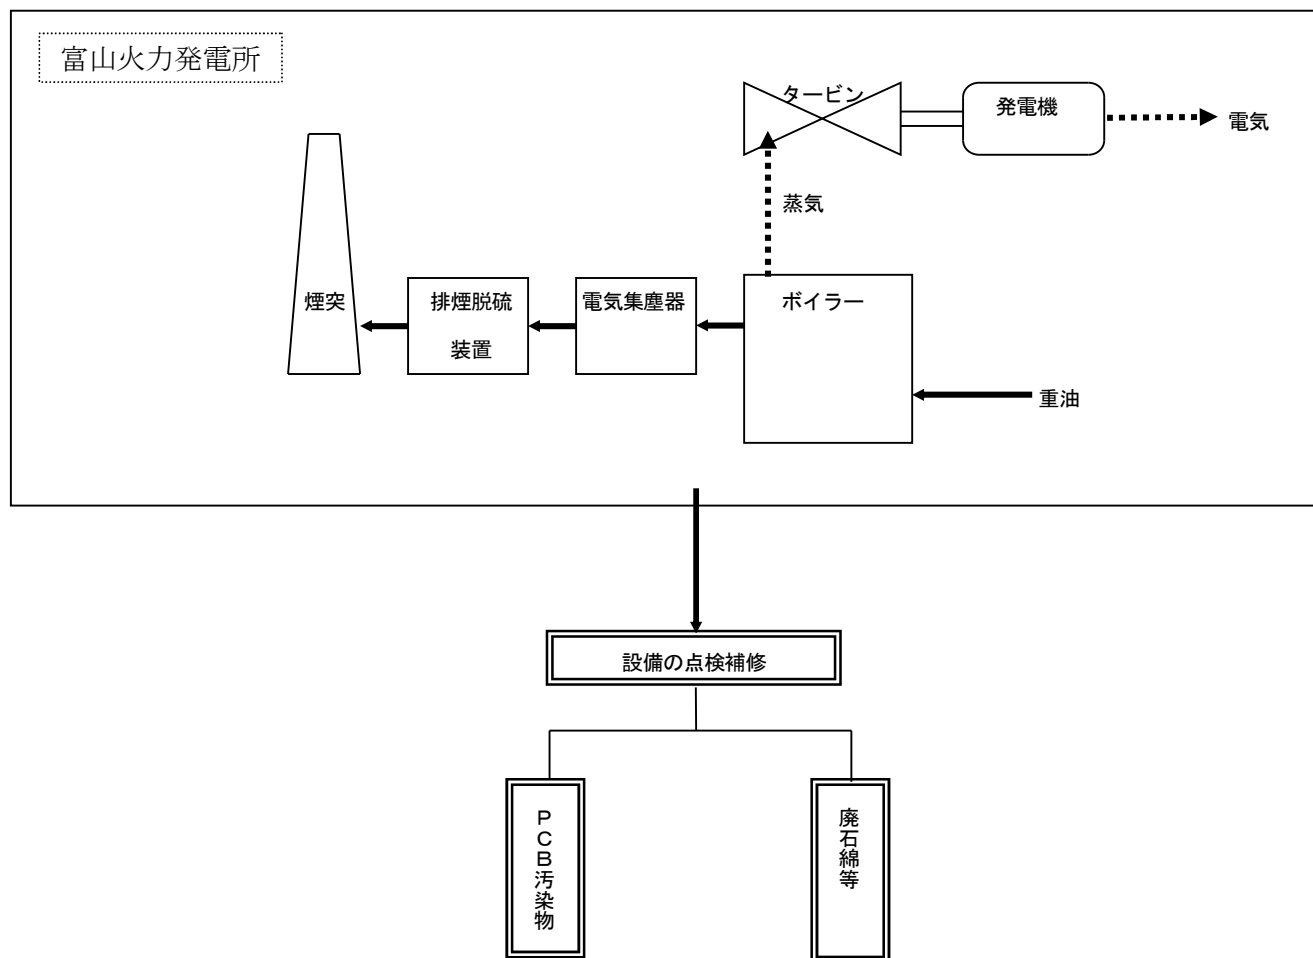 富山火力発電所
タービン
発電機
電気
蒸気
煙突
排煙脱硫
装置
電気集塵器
ボイラー
重油
設備の点検補修
ＰＣＢ汚染物
廃石綿等